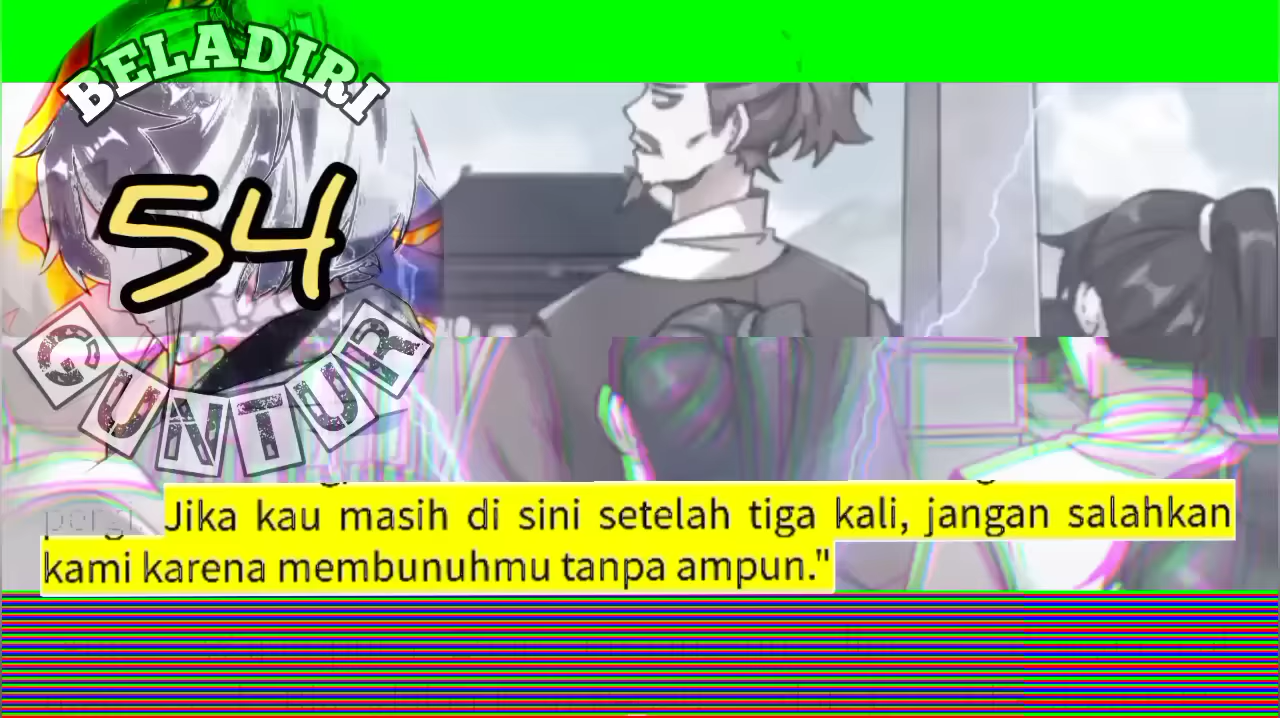 BELADIRI
54
GUNTUR
Jika kau masih di sini setelah tiga kali, jangan salahkan
kami karena membunuhmu tanpa ampun."